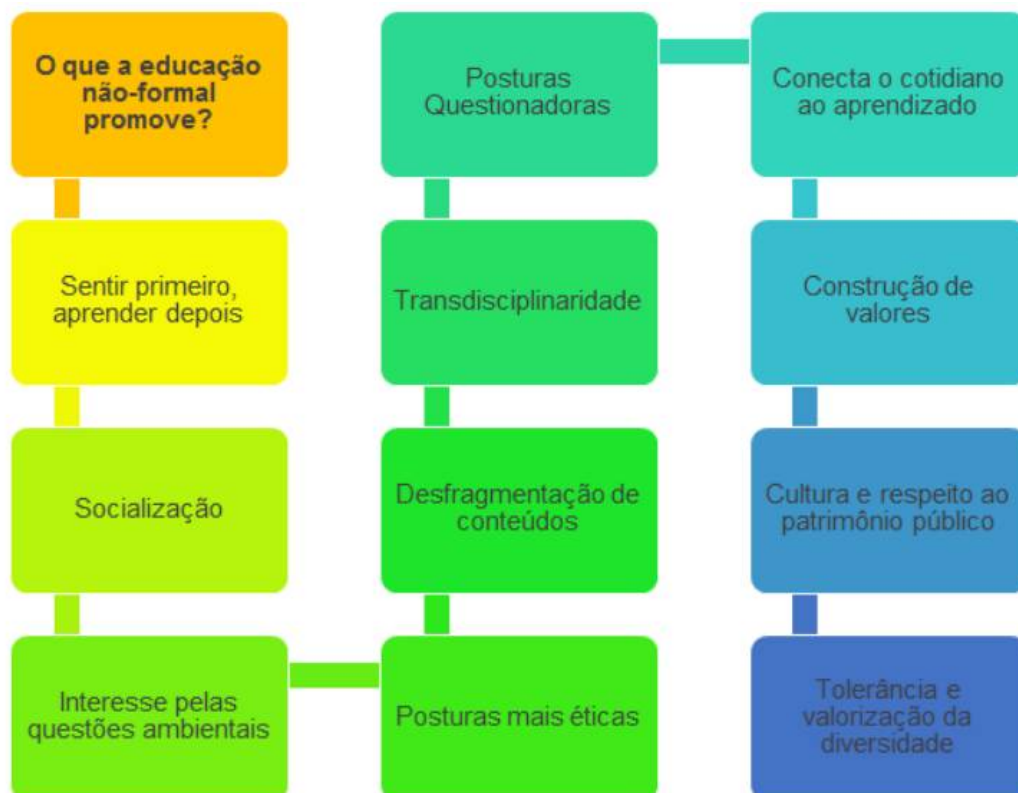 O que a educação
não-formal
promove?
Sentir primeiro,
aprender depois
Socialização
Interesse pelas
questões ambientais
Posturas mais éticas
Desfragmentação de
conteúdos
Transdisciplinaridade
Posturas
Questionadoras
Conecta o cotidiano
ao aprendizado
Construção de
valores
Cultura e respeito ao
patrimônio público
Tolerância e
valorização da
diversidade